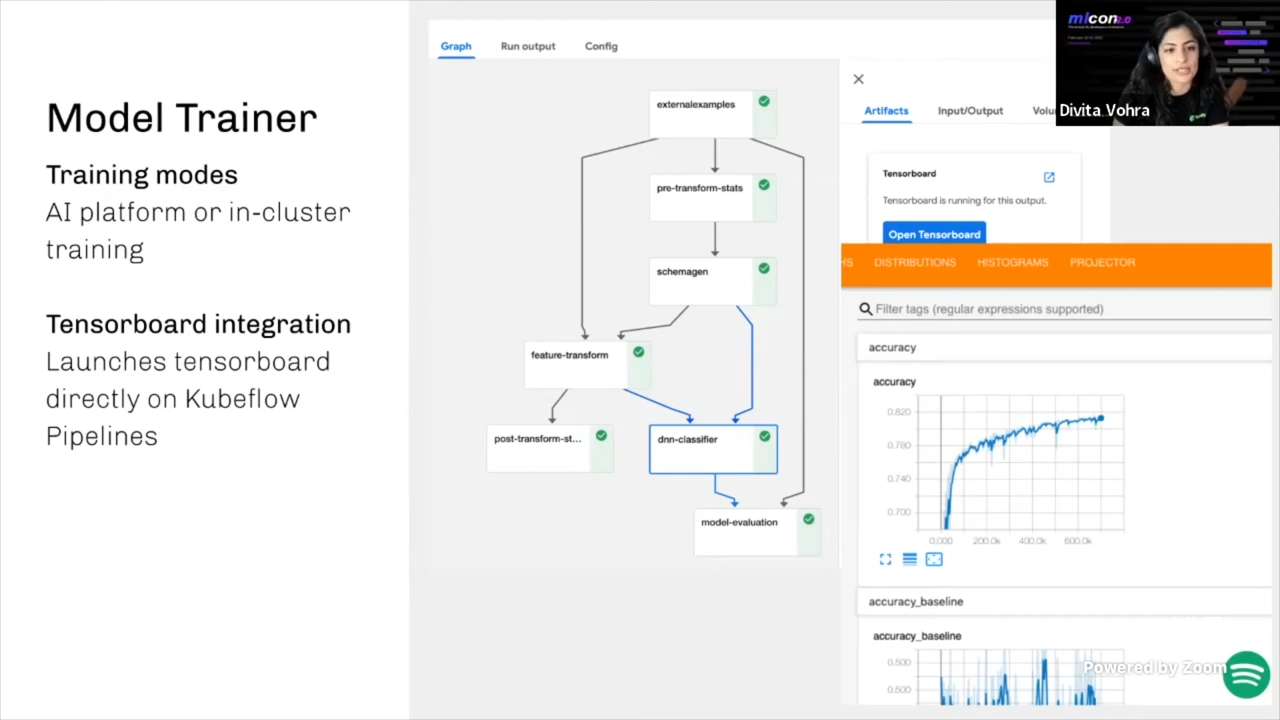 Model Trainer
Training modes
AI platform or in-cluster
training
Tensorboard integration
Launches tensorboard
directly on Kubeflow
Pipelines
Graph
Run output
Config
externalexamples
pre-transform-stats
schemagen
feature-transform
post-transform-st...
dnn-classifier
model-evaluation
Artifacts
Input/Output
Volu
Tensorboard
Tensorboard is running for this output.
Open Tensorboard
HS
DISTRIBUTIONS
HISTOGRAMS
PROJECTOR
Filter tags (regular expressions supported)
accuracy
accuracy
0.820
0.780
0.740
0.700
0.000
200.0k
400.0k
600.0k
accuracy_baseline
accuracy_baseline
0.500
0.500
mlcon2.0
Divita Vohra
Powered by Zoom